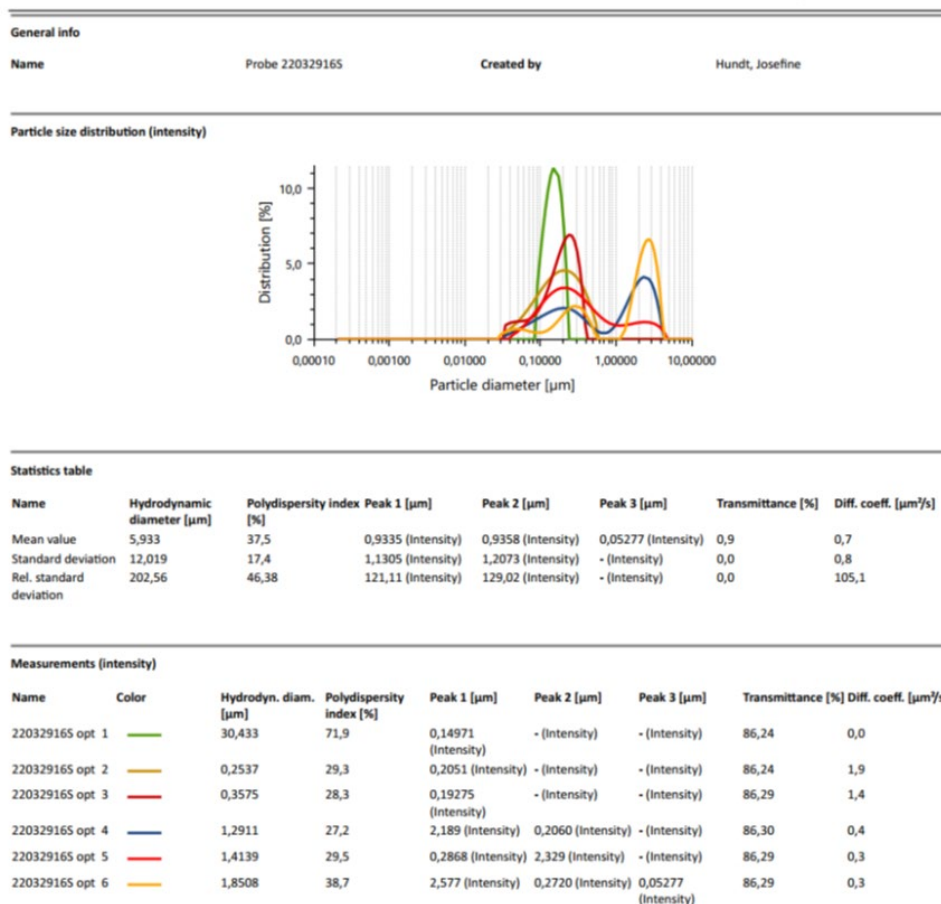 General info
Name Probe 22032916S Created by Hundt, Josefine
Particle size distribution (intensity)
Distribution [%]
10,0
5,0
0,0
0,00010 0,00100 0,01000 0,10000 1,00000 10,00000
Particle diameter [µm]
Statistics table
Name Hydrodynamic diameter [µm] Polydispersity index [%] Peak 1 [µm] Peak 2 [µm] Peak 3 [µm] Transmittance [%] Diff. coeff. [µm²/s]
Mean value 5,933 37,5 0,9335 (Intensity) 0,9358 (Intensity) 0,05277 (Intensity) 0,9 0,7
Standard deviation 12,019 17,4 1,1305 (Intensity) 1,2073 (Intensity) - (Intensity) 0,0 0,8
Rel. standard deviation 202,56 46,38 121,11 (Intensity) 129,02 (Intensity) - (Intensity) 0,0 105,1
Measurements (intensity)
Name Color Hydrodyn. diam. [µm] Polydispersity index [%] Peak 1 [µm] Peak 2 [µm] Peak 3 [µm] Transmittance [%] Diff. coeff. [µm²/s
22032916S opt 1 30,433 71,9 0,14971 (Intensity) - (Intensity) - (Intensity) 86,24 0,0
22032916S opt 2 0,2537 29,3 0,2051 (Intensity) - (Intensity) - (Intensity) 86,24 1,9
22032916S opt 3 0,3575 28,3 0,19275 (Intensity) - (Intensity) - (Intensity) 86,29 1,4
22032916S opt 4 1,2911 27,2 2,189 (Intensity) 0,2060 (Intensity) - (Intensity) 86,30 0,4
22032916S opt 5 1,4139 29,5 0,2868 (Intensity) 2,329 (Intensity) - (Intensity) 86,29 0,3
22032916S opt 6 1,8508 38,7 2,577 (Intensity) 0,2720 (Intensity) 0,05277 (Intensity) 86,29 0,3